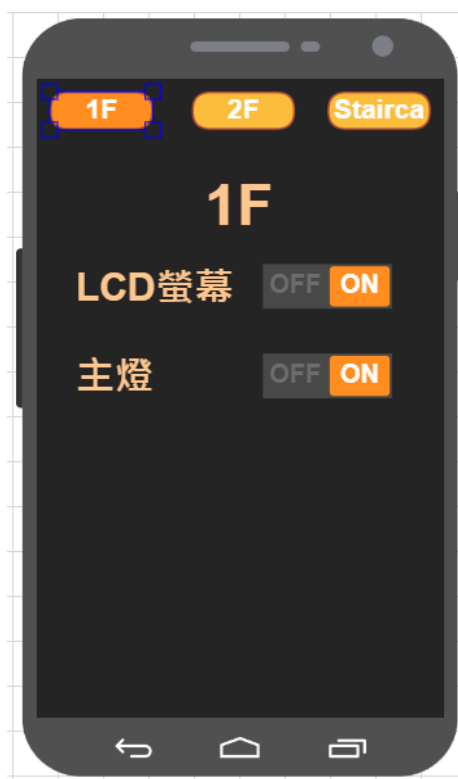 1F 2F Stairca
1F
LCD螢幕 OFF ON
主燈 OFF ON